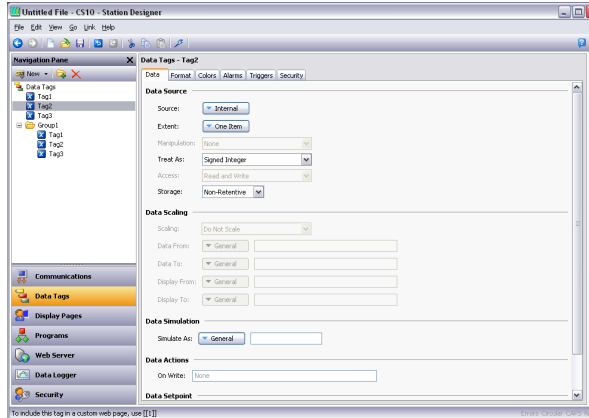 Untitled File - CS10 - Station Designer
File Edit View Go Link Help
Navigation Pane X
New
Data Tags
Tag1
Tag2
Tag3
Group1
Tag1
Tag2
Tag3
Communications
Data Tags
Display Pages
Programs
Web Server
Data Logger
Security
Data Tags - Tag2
Data Format Colors Alarms Triggers Security
Data Source
Source: Internal
Extent: One Item
Manipulation: None
Treat As: Signed Integer
Access: Read and Write
Storage: Non-Retentive
Data Scaling
Scaling: Do Not Scale
Data From: General
Data To: General
Display From: General
Display To: General
Data Simulation
Simulate As: General
Data Actions
On Write: None
Data Setpoint
To include this tag in a custom web page, use [[1]]
Errors Circular CAPS